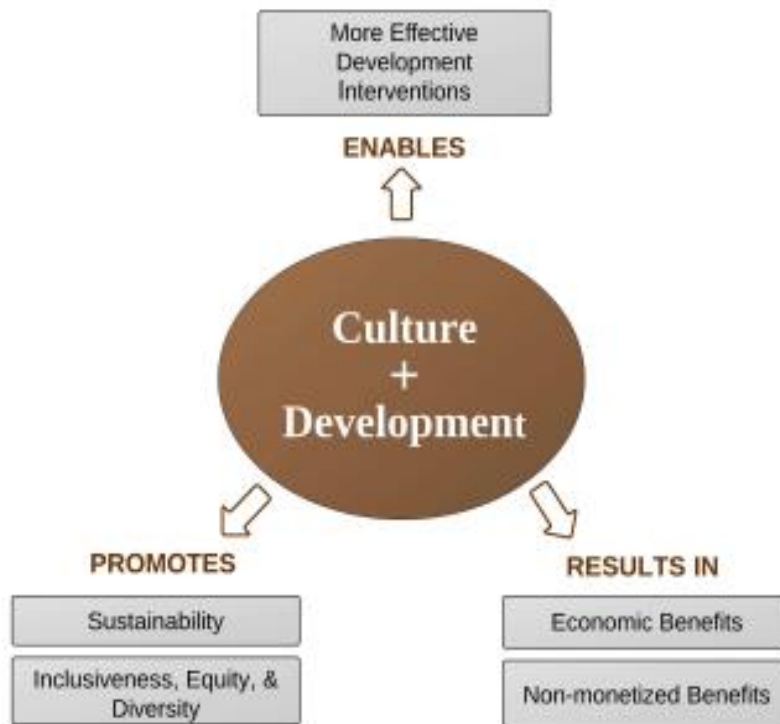 More Effective
Development
Interventions
ENABLES
Culture
+
Development
PROMOTES
Sustainability
Inclusiveness, Equity, &
Diversity
RESULTS IN
Economic Benefits
Non-monetized Benefits